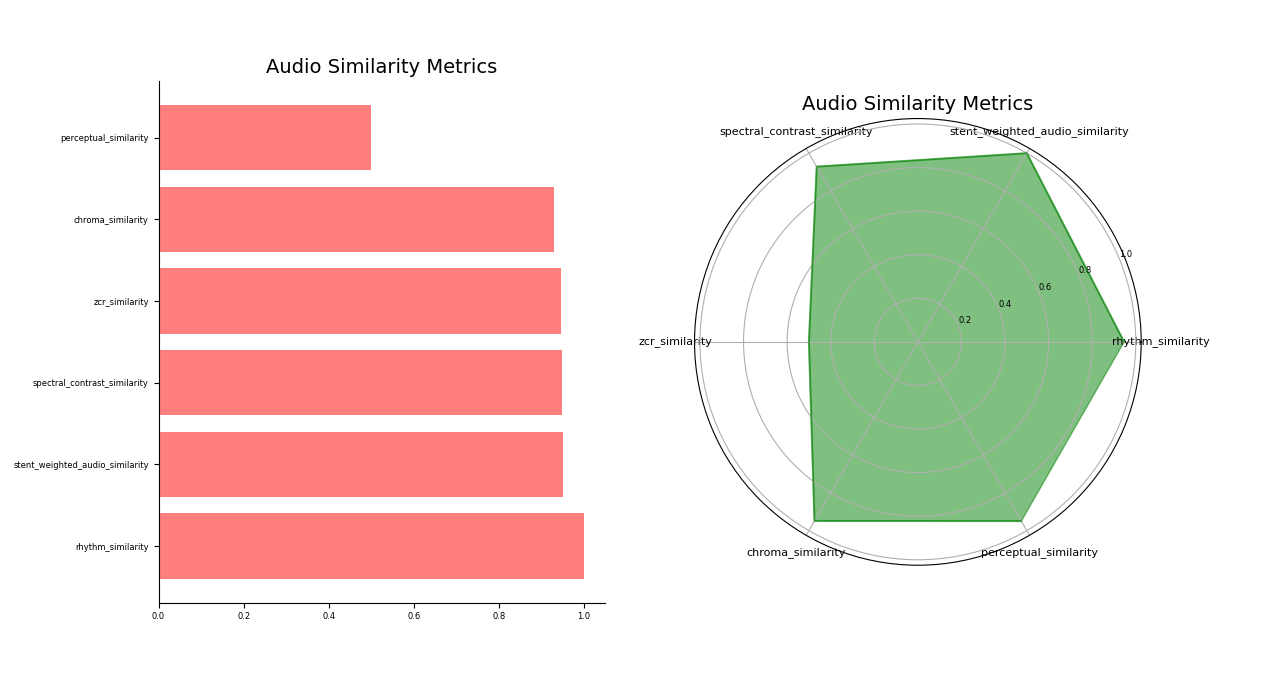 Audio Similarity Metrics
perceptual_similarity
chroma_similarity
zcr_similarity
spectral_contrast_similarity
stent_weighted_audio_similarity
rhythm_similarity
0.0 0.2 0.4 0.6 0.8 1.0
Audio Similarity Metrics
spectral_contrast_similarity stent_weighted_audio_similarity
1.0
0.8
0.6
0.4
0.2
zcr_similarity rhythm_similarity
chroma_similarity perceptual_similarity